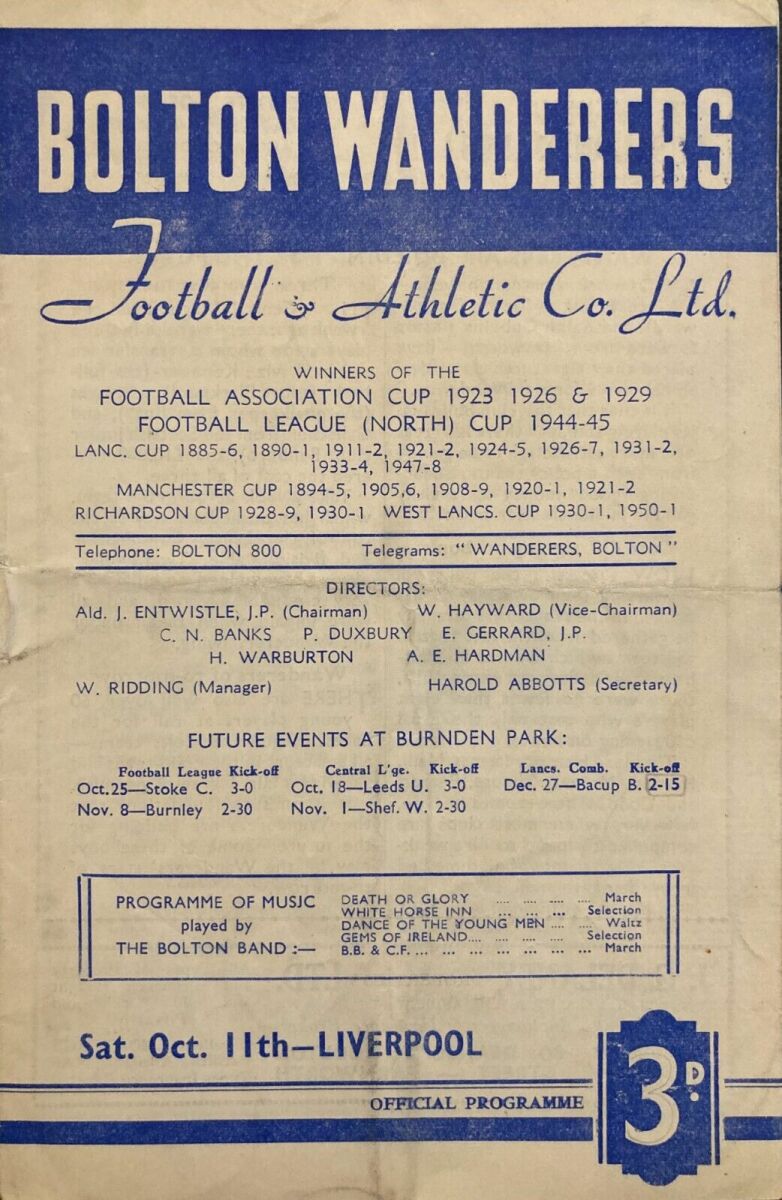 BOLTON WANDERERS
Football & Athletic Co. Ltd.
WINNERS OF THE
FOOTBALL ASSOCIATION CUP 1923 1926 & 1929
FOOTBALL LEAGUE (NORTH) CUP 1944-45
LANC. CUP 1885-6, 1890-1, 1911-2, 1921-2, 1924-5, 1926-7, 1931-2,
1933-4, 1947-8
MANCHESTER CUP 1894-5, 1905,6, 1908-9, 1920-1, 1921-2
RICHARDSON CUP 1928-9, 1930-1 WEST LANCS. CUP 1930-1, 1950-1
Telephone: BOLTON 800 Telegrams: "WANDERERS, BOLTON"
DIRECTORS:
Ald. J. ENTWISTLE, J.P. (Chairman) W. HAYWARD (Vice-Chairman)
C. N. BANKS P. DUXBURY E. GERRARD, J.P.
H. WARBURTON A. E. HARDMAN
W. RIDDING (Manager) HAROLD ABBOTTS (Secretary)
FUTURE EVENTS AT BURNDEN PARK:
Football League Kick-off Central L'ge. Kick-off Lancs. Comb. Kick-off
Oct.25—Stoke C. 3-0 Oct. 18—Leeds U. 3-0 Dec. 27—Bacup B. 2-15
Nov. 8—Burnley 2-30 Nov. 1—Shef. W. 2-30
PROGRAMME OF MUSIC
played by
THE BOLTON BAND :—
DEATH OR GLORY .... .... .... .... March
WHITE HORSE INN ... ... ... Selection
DANCE OF THE YOUNG MEN .... .... Waltz
GEMS OF IRELAND.... .... .... .... Selection
B.B. & C.F. ... ... ... ... ... ... ... March
Sat. Oct. 11th—LIVERPOOL
OFFICIAL PROGRAMME
3D.